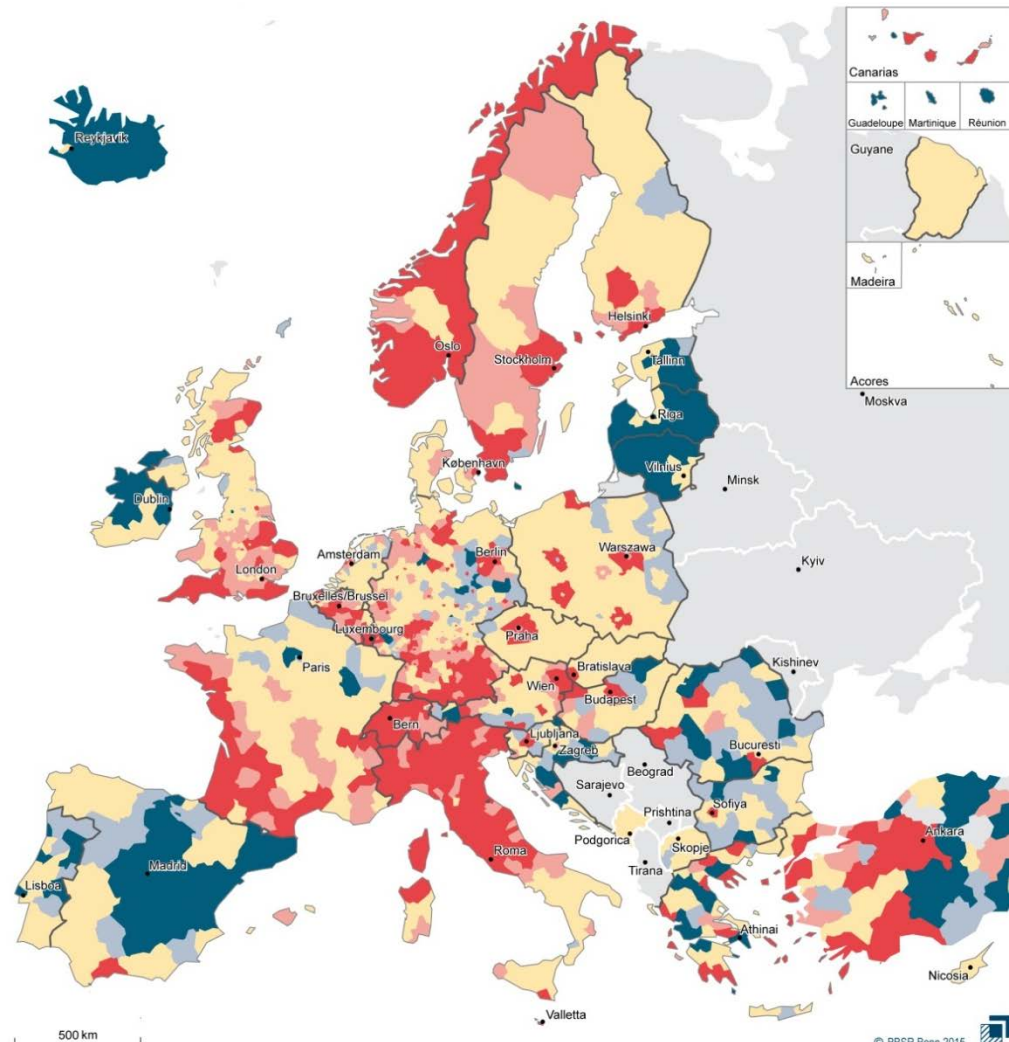 Canarias
Guadeloupe
Martinique
Réunion
Guyane
Madeira
Acores
Moskva
Reykjavik
Helsinki
Oslo
Stockholm
Tallinn
Riga
København
Vilnius
Minsk
Dublin
Amsterdam
Berlin
Warszawa
London
Kyiv
Bruxelles/Brussel
Luxembourg
Praha
Paris
Kishinev
Bratislava
Wien
Budapest
Bern
Ljubljana
Zagreb
Bucuresti
Beograd
Sarajevo
Prishtina
Sofiya
Podgorica
Skopje
Ankara
Tirana
Roma
Madrid
Lisboa
Athinai
Nicosia
Valletta
500 km